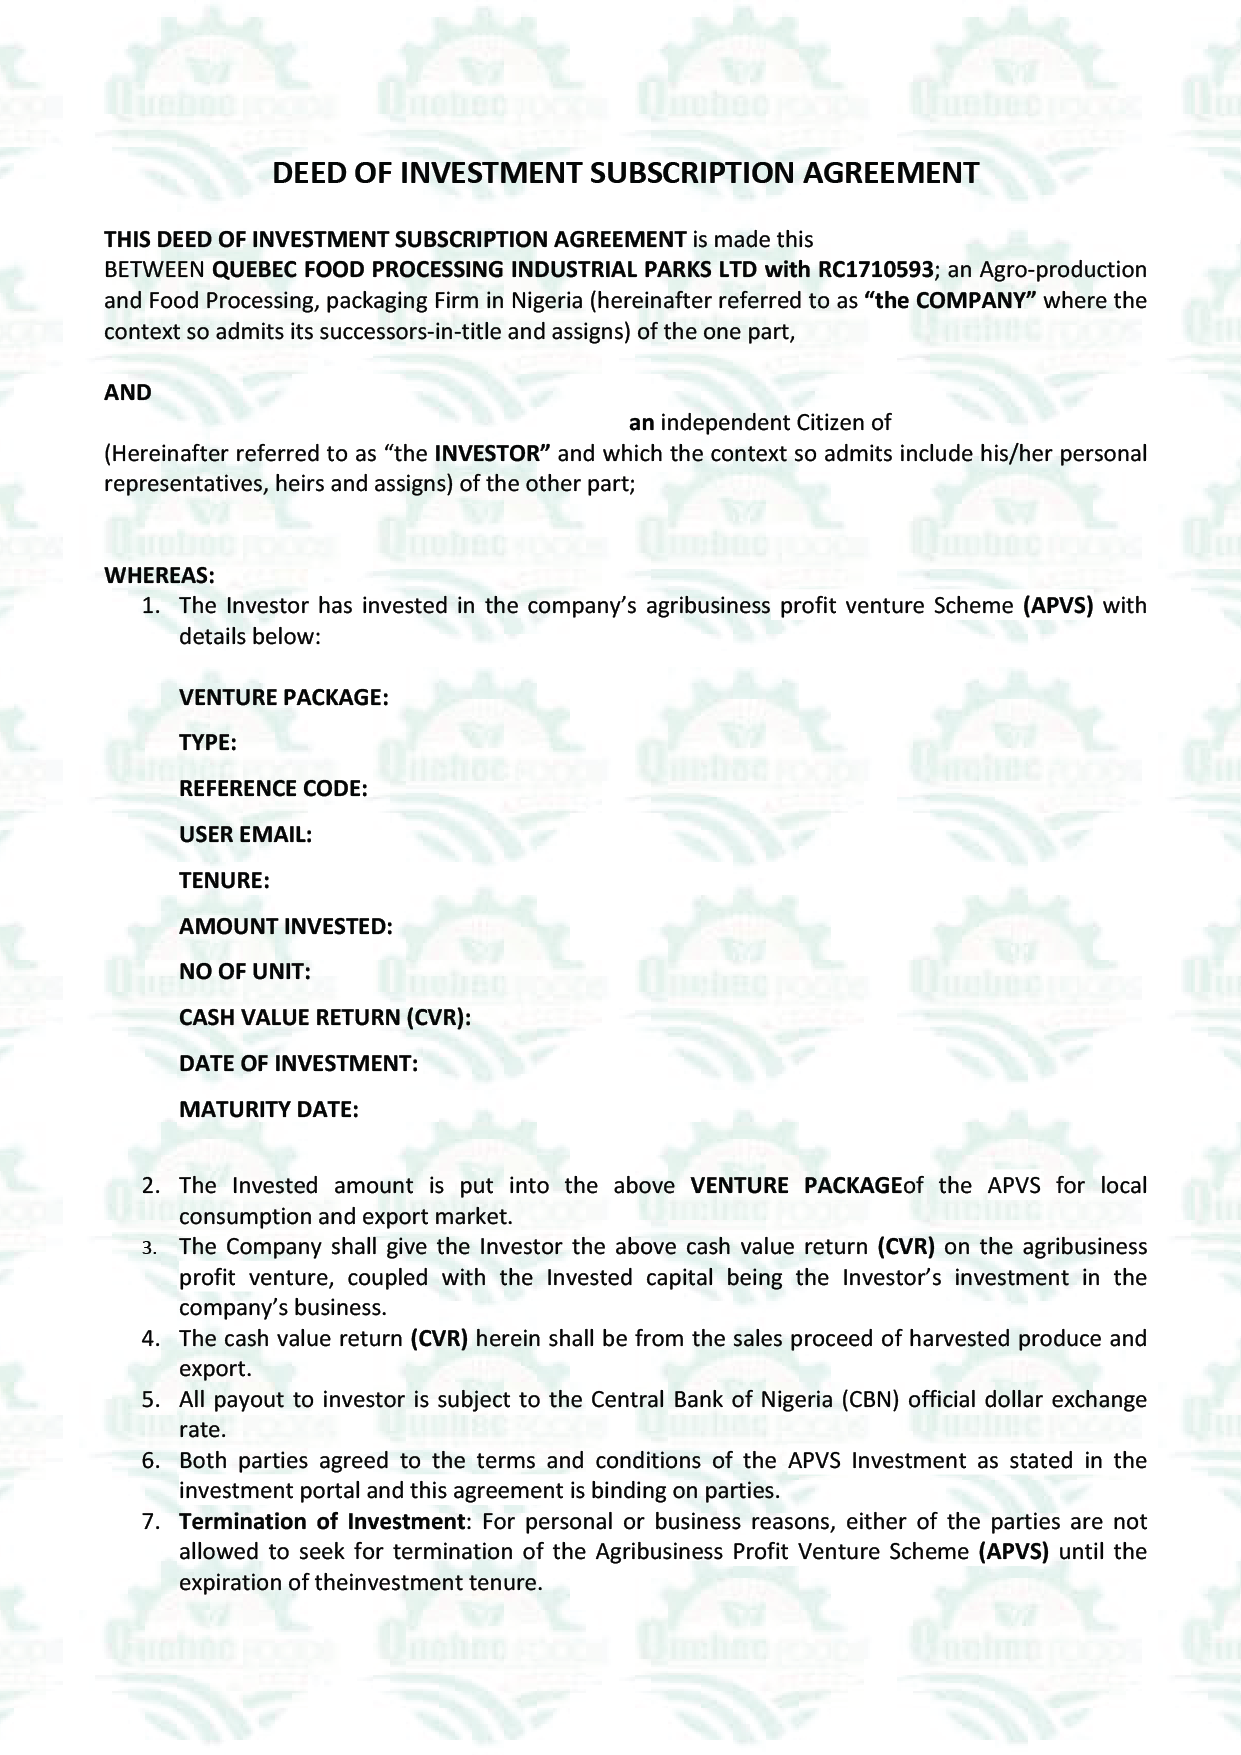 DEED OF INVESTMENT SUBSCRIPTION AGREEMENT
THIS DEED OF INVESTMENT SUBSCRIPTION AGREEMENT is made this
BETWEEN QUEBEC FOOD PROCESSING INDUSTRIAL PARKS LTD with RC1710593; an Agro-production
and Food Processing, packaging Firm in Nigeria (hereinafter referred to as “the COMPANY” where the
context so admits its successors-in-title and assigns) of the one part,
AND
an independent Citizen of
(Hereinafter referred to as “the INVESTOR” and which the context so admits include his/her personal
representatives, heirs and assigns) of the other part;
WHEREAS:
1. The Investor has invested in the company’s agribusiness profit venture Scheme (APVS) with
details below:
VENTURE PACKAGE:
TYPE:
REFERENCE CODE:
USER EMAIL:
TENURE:
AMOUNT INVESTED:
NO OF UNIT:
CASH VALUE RETURN (CVR):
DATE OF INVESTMENT:
MATURITY DATE:
2. The Invested amount is put into the above VENTURE PACKAGEof the APVS for local
consumption and export market.
3. The Company shall give the Investor the above cash value return (CVR) on the agribusiness
profit venture, coupled with the Invested capital being the Investor’s investment in the
company’s business.
4. The cash value return (CVR) herein shall be from the sales proceed of harvested produce and
export.
5. All payout to investor is subject to the Central Bank of Nigeria (CBN) official dollar exchange
rate.
6. Both parties agreed to the terms and conditions of the APVS Investment as stated in the
investment portal and this agreement is binding on parties.
7. Termination of Investment: For personal or business reasons, either of the parties are not
allowed to seek for termination of the Agribusiness Profit Venture Scheme (APVS) until the
expiration of theinvestment tenure.